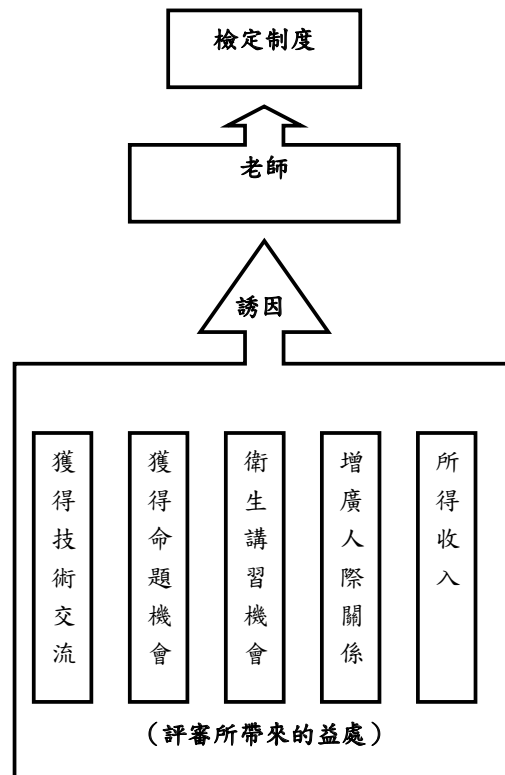 檢定制度
老師
誘因
獲得技術交流
獲得命題機會
衛生講習機會
增廣人際關係
所得收入
（評審所帶來的益處）